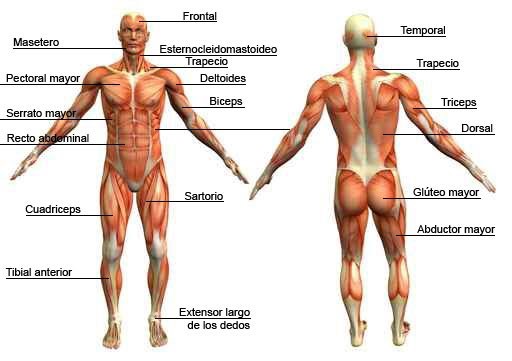 Frontal
Masetero
Esternocleidomastoideo
Trapecio
Pectoral mayor
Deltoides
Biceps
Serrato mayor
Recto abdominal
Sartorio
Cuadriceps
Tibial anterior
Extensor largo
de los dedos
Temporal
Trapecio
Triceps
Dorsal
Glúteo mayor
Abductor mayor